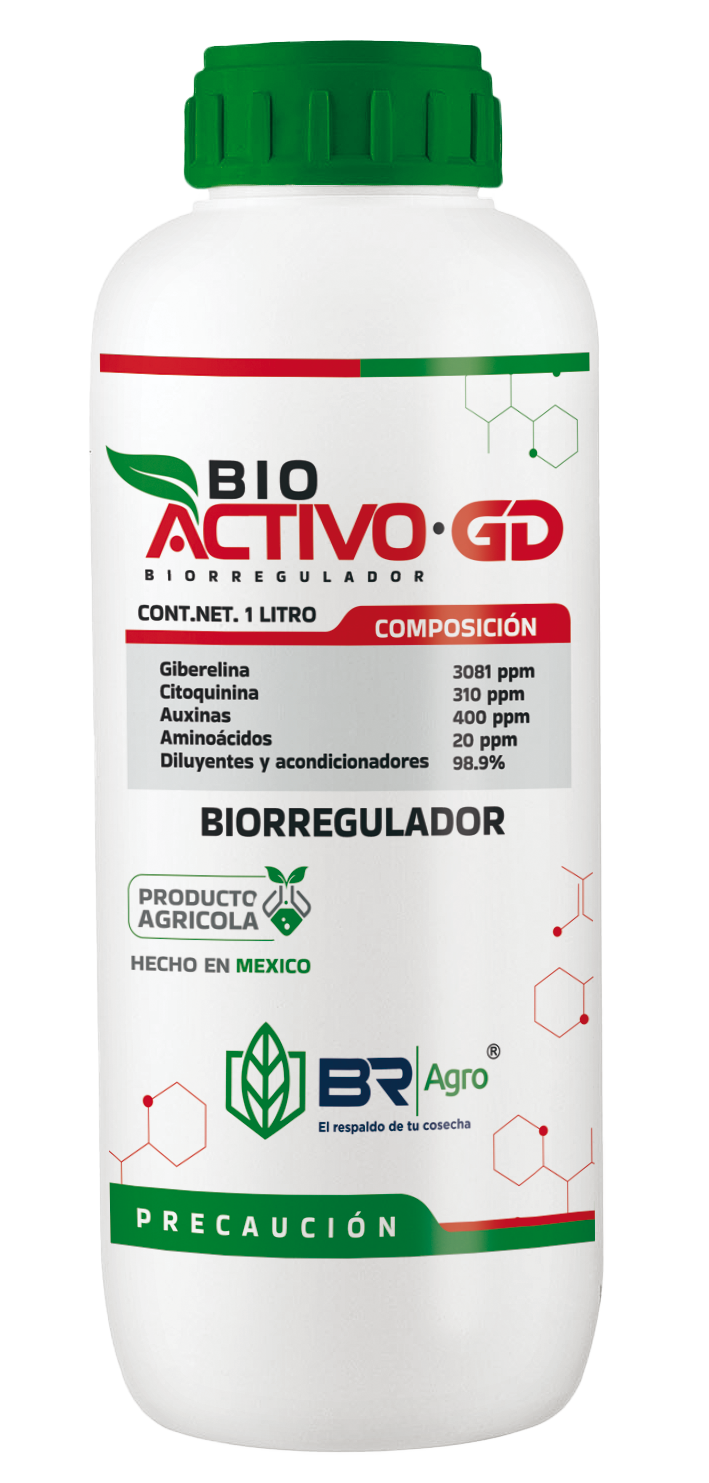 BIO
ACTIVO·GD
BIORREGULADOR
CONT.NET. 1 LITRO
COMPOSICIÓN
Giberelina 3081 ppm
Citoquinina 310 ppm
Auxinas 400 ppm
Aminoácidos 20 ppm
Diluyentes y acondicionadores 98.9%
BIORREGULADOR
PRODUCTO
AGRICOLA
HECHO EN MEXICO
BR Agro ®
El respaldo de tu cosecha
PRECAUCIÓN